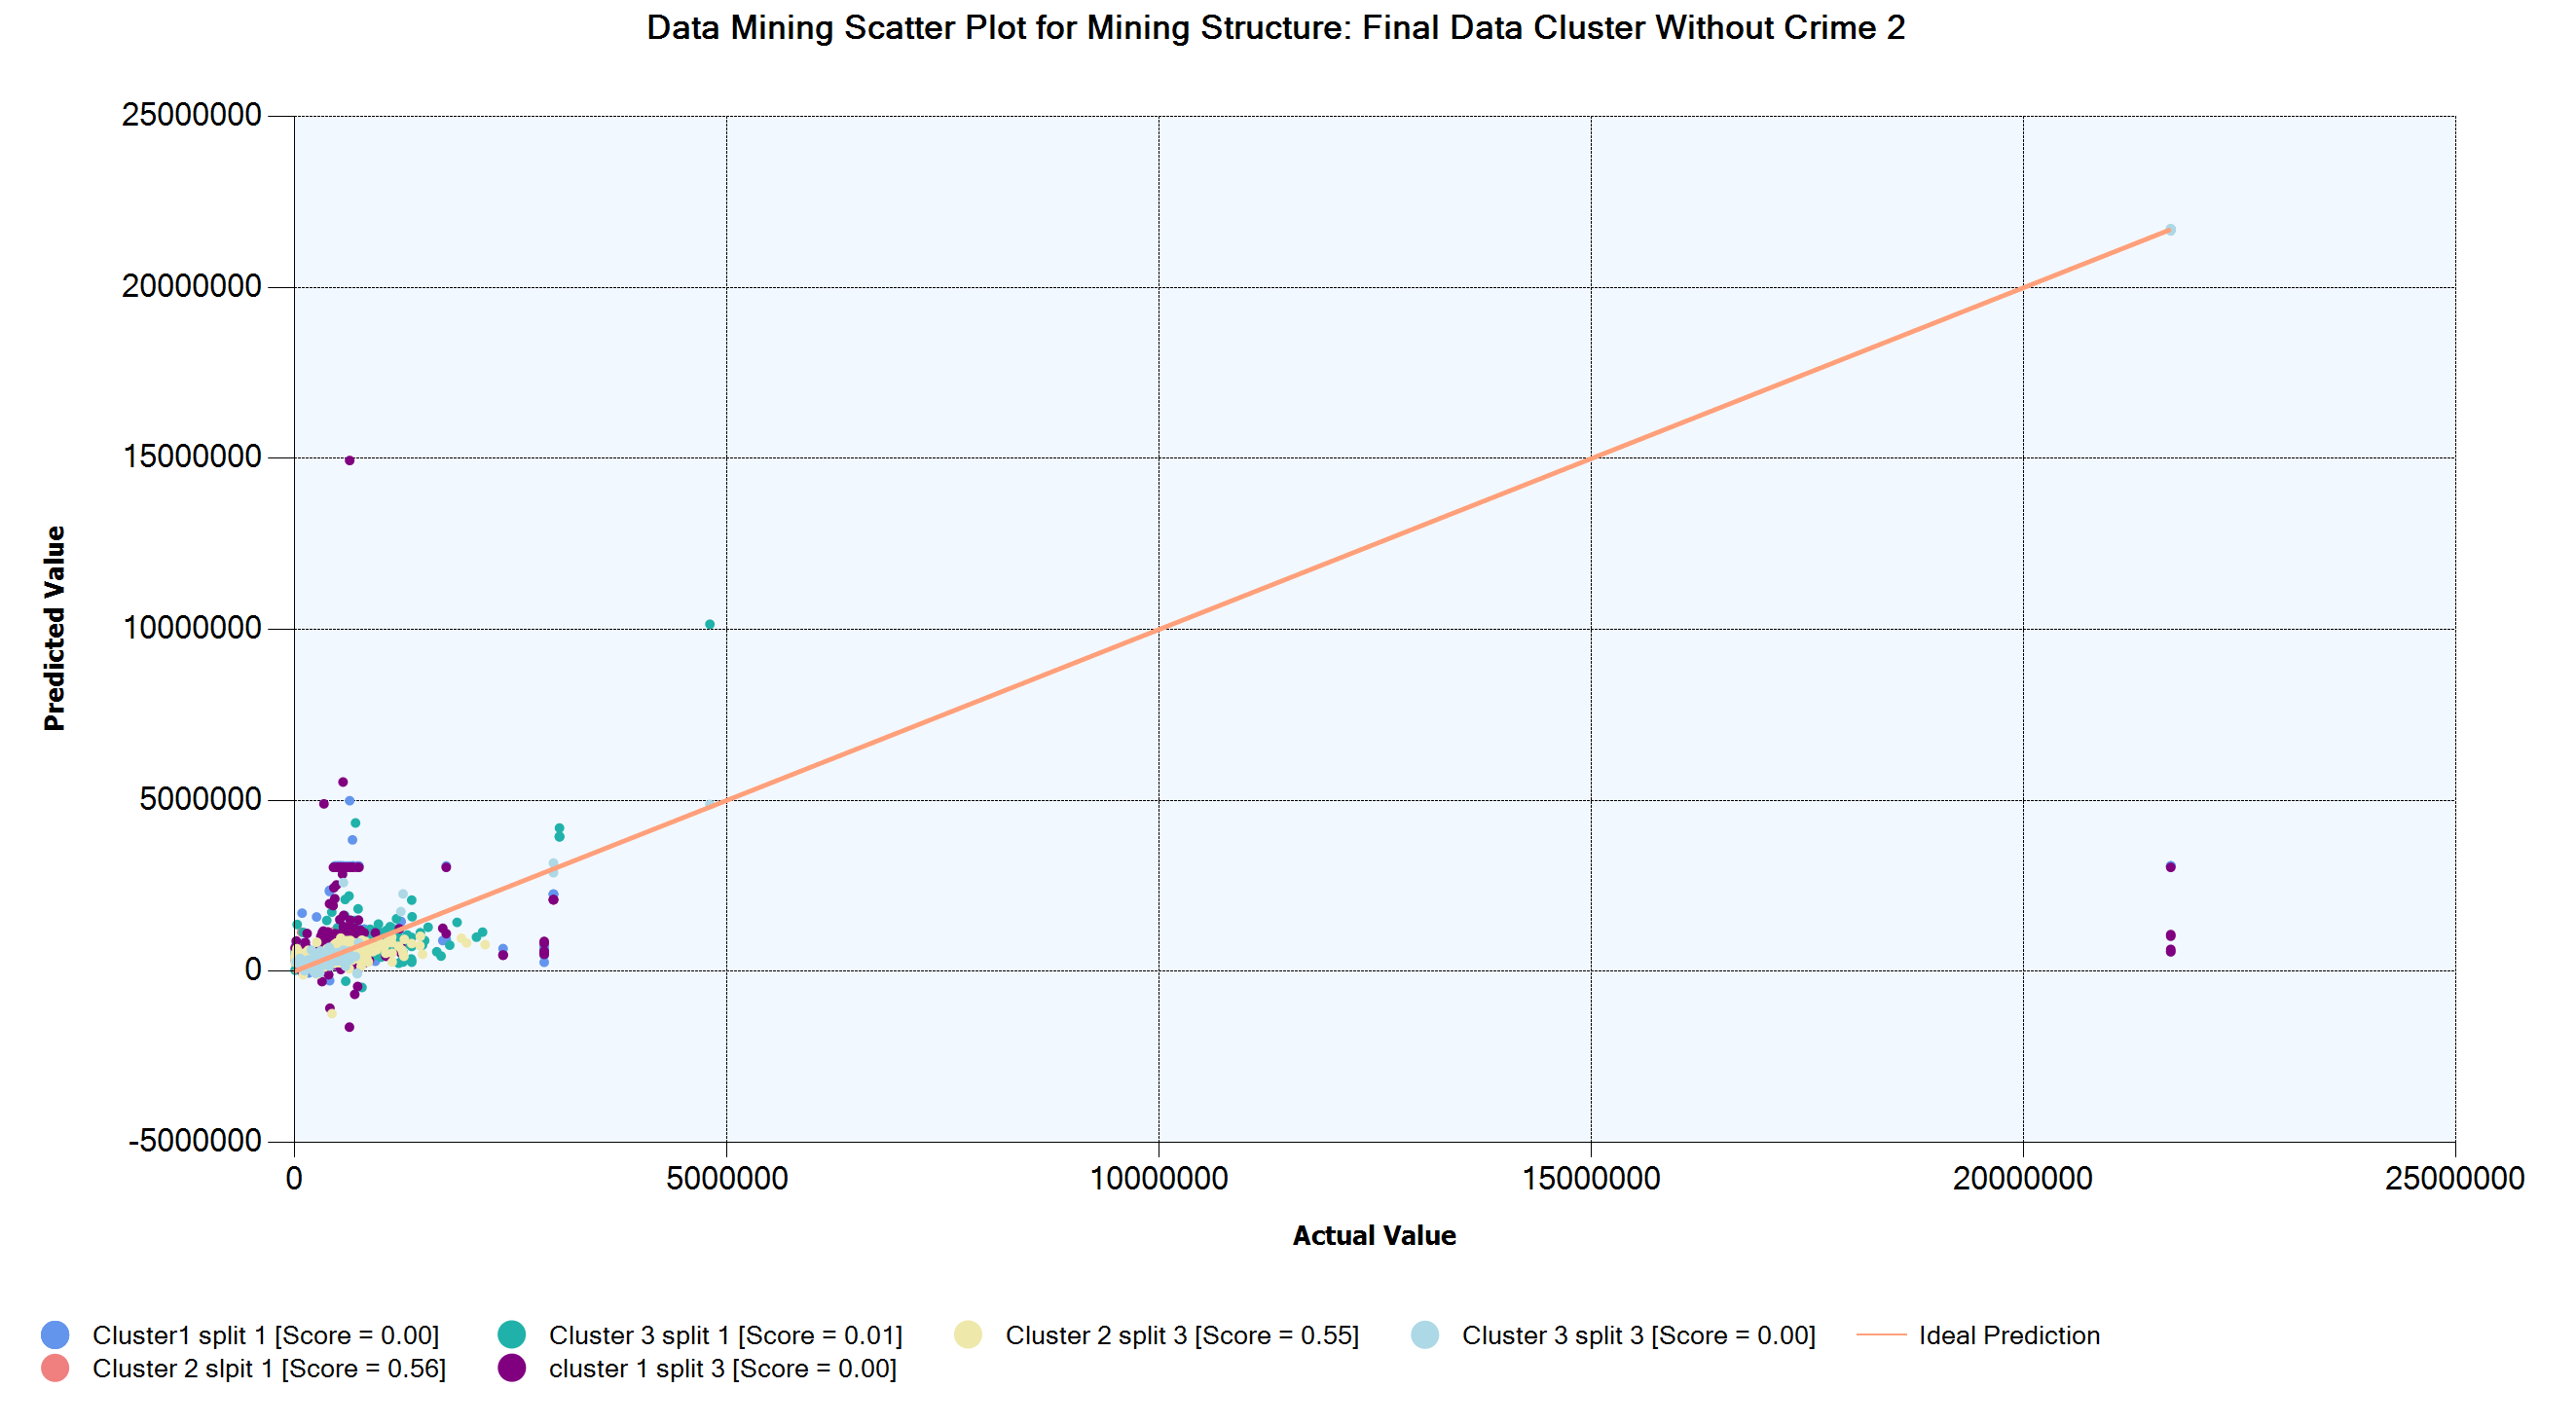 Data Mining Scatter Plot for Mining Structure: Final Data Cluster Without Crime 2
25000000
20000000
15000000
10000000
5000000
0
-5000000
Predicted Value
0 5000000 10000000 15000000 20000000 25000000
Actual Value
Cluster1 split 1 [Score = 0.00] Cluster 3 split 1 [Score = 0.01] Cluster 2 split 3 [Score = 0.55] Cluster 3 split 3 [Score = 0.00] Ideal Prediction
Cluster 2 slpit 1 [Score = 0.56] cluster 1 split 3 [Score = 0.00]